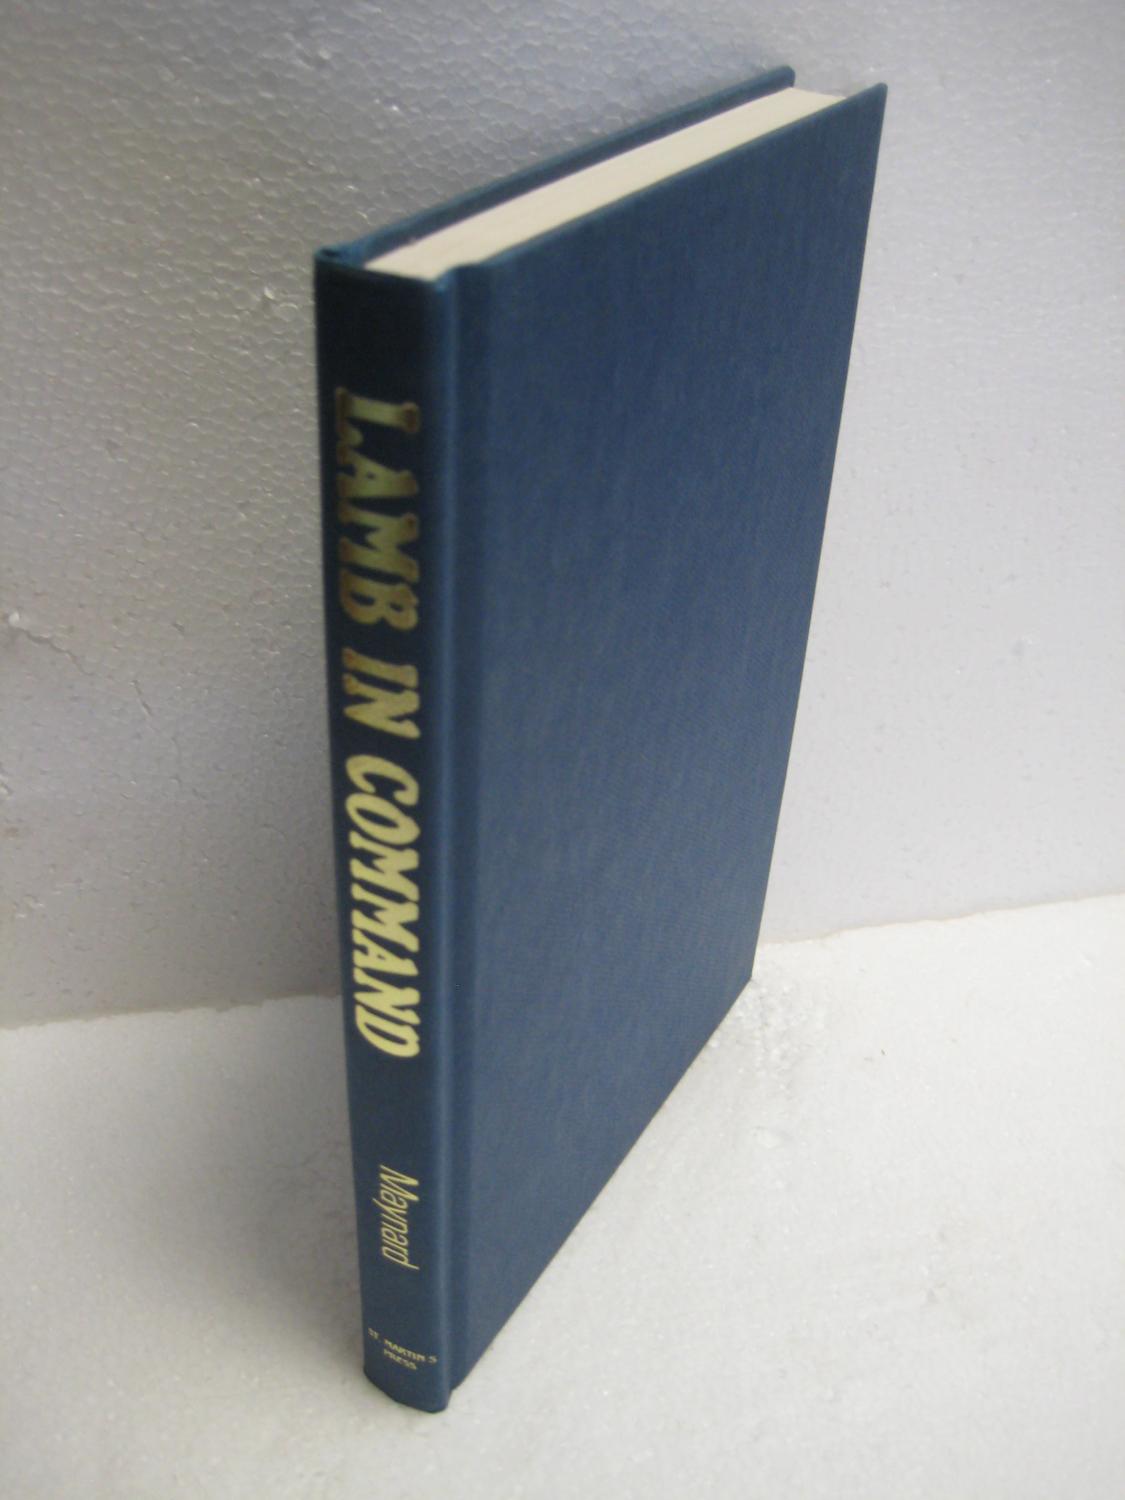 LAMB IN COMMAND
Maynard
ST. MARTIN'S
PRESS